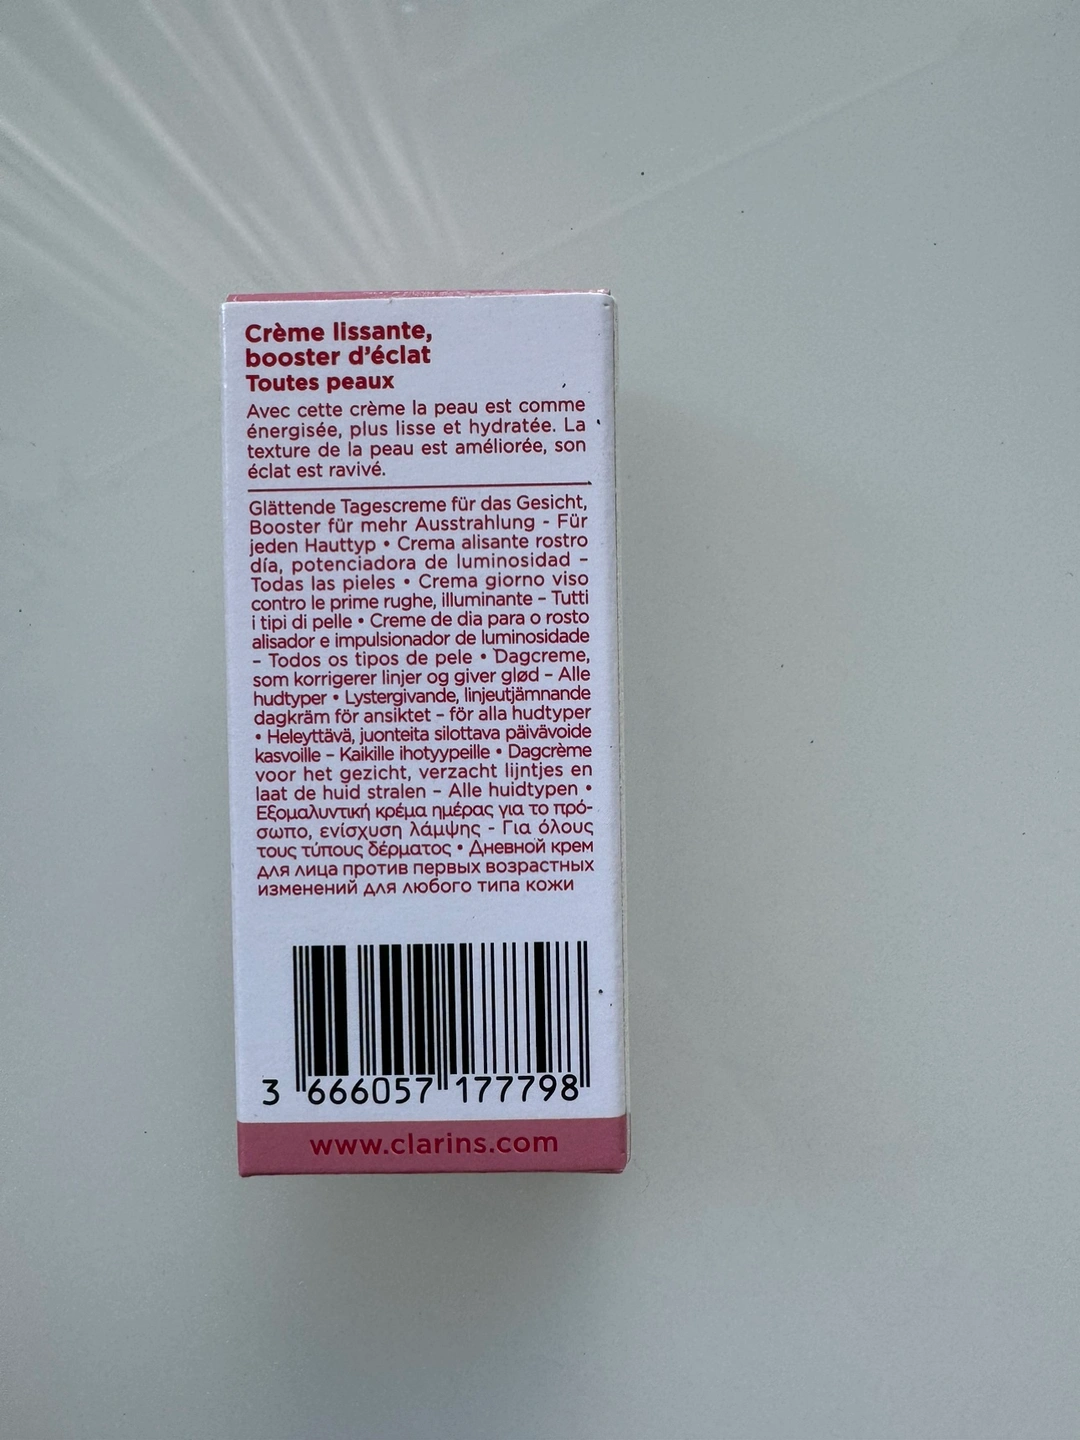 Crème lissante,
booster d'éclat
Toutes peaux
Avec cette crème la peau est comme
énergisée, plus lisse et hydratée. La
texture de la peau est améliorée, son
éclat est ravivé.
Glättende Tagescreme für das Gesicht,
Booster für mehr Ausstrahlung - Für
jeden Hauttyp • Crema alisante rostro
día, potenciadora de luminosidad –
Todas las pieles • Crema giorno viso
contro le prime rughe, illuminante – Tutti
i tipi di pelle • Creme de dia para o rosto
alisador e impulsionador de luminosidade
– Todos os tipos de pele • Dagcreme,
som korrigerer linjer og giver glød – Alle
hudtyper • Lystergivande, linjeutjämnande
dagkräm för ansiktet – för alla hudtyper
• Heleyttävä, juonteita silottava päivävoide
kasvoille – Kaikille ihotyypeille • Dagcrème
voor het gezicht, verzacht lijntjes en
laat de huid stralen – Alle huidtypen •
Εξομαλυντική κρέμα ημέρας για το πρό-
σωπο, ενίσχυση λάμψης - Για όλους
τους τύπους δέρματος • Дневной крем
для лица против первых возрастных
изменений для любого типа кожи
3 666057 177798
www.clarins.com